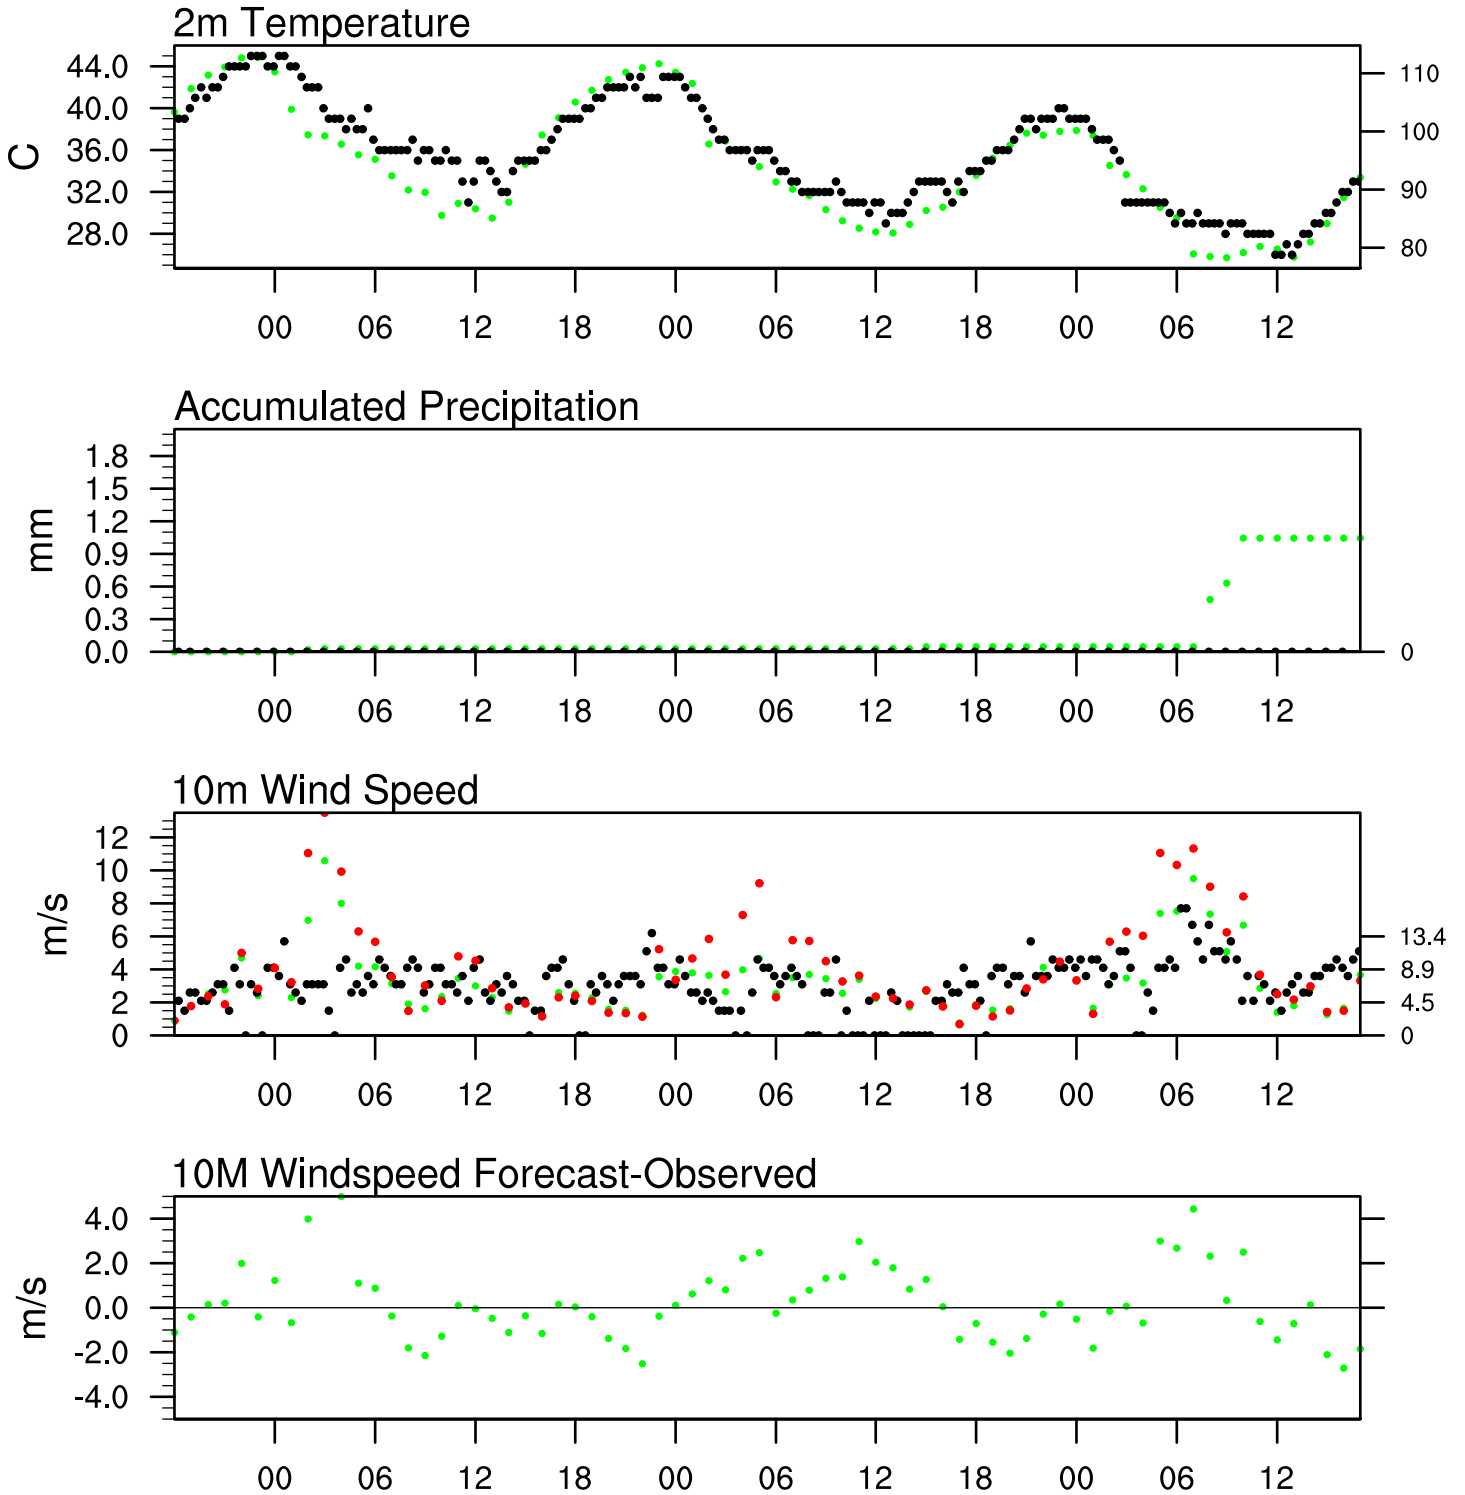 2m Temperature
C
44.0
40.0
36.0
32.0
28.0
110
100
90
80
00 06 12 18 00 06 12 18 00 06 12
Accumulated Precipitation
mm
1.8
1.5
1.2
0.9
0.6
0.3
0.0
0
00 06 12 18 00 06 12 18 00 06 12
10m Wind Speed
m/s
12
10
8
6
4
2
0
13.4
8.9
4.5
0
00 06 12 18 00 06 12 18 00 06 12
10M Windspeed Forecast-Observed
m/s
4.0
2.0
0.0
-2.0
-4.0
00 06 12 18 00 06 12 18 00 06 12